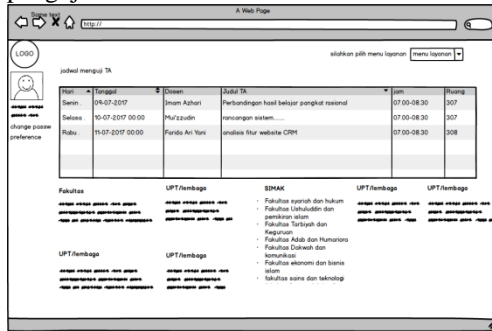 A Web Page
Some text
http://
LOGO
silahkan pilih menu layanan menu layanan
jadwal menguji TA
Hari Tanggal Dosen Judul TA jam Ruang
Senin . 09-07-2017 Imam Azhari Perbandingan hasil belajar pangkat rasional 07.00-08.30 307
Selasa . 10-07-2017 00:00 Mu'zzudin rancangan sistem...... 07.00-08.30 307
Rabu . 11-07-2017 00:00 Farida Ari Yani analisis fitur website CRM 07.00-08.30 308
change passw
preference
Fakultas UPT/lembaga SIMAK UPT/lembaga UPT/lembaga
Fakultas syariah dan hukum
Fakultas Ushuluddin dan
pemikiran islam
Fakultas Tarbiyah dan
Keguruan
Fakultas Adab dan Humariora
Fakultas Dakwah dan
komunikasi
Fakultas ekonomi dan bisnis
islam
fakultas sains dan teknologi
UPT/lembaga UPT/lembaga